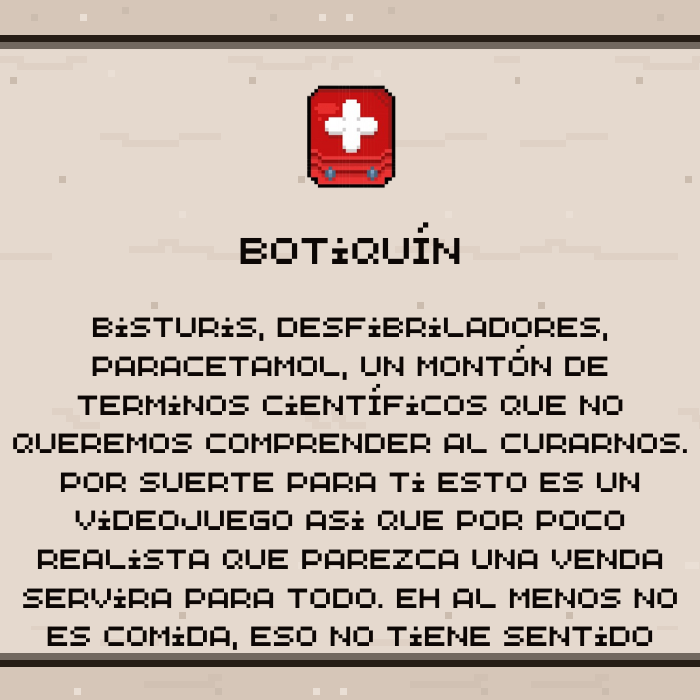 BOTiQUÍN
BiSTURiS, DESFiBRiLADORES,
PARACETAMOL, UN MONTÓN DE
TERMiNOS CiENTÍFiCOS QUE NO
QUEREMOS COMPRENDER AL CURARNOS.
POR SUERTE PARA Ti ESTO ES UN
ViDEOJUEGO ASi QUE POR POCO
REALiSTA QUE PAREZCA UNA VENDA
SERViRA PARA TODO. EH AL MENOS NO
ES COMiDA, ESO NO TiENE SENTiDO